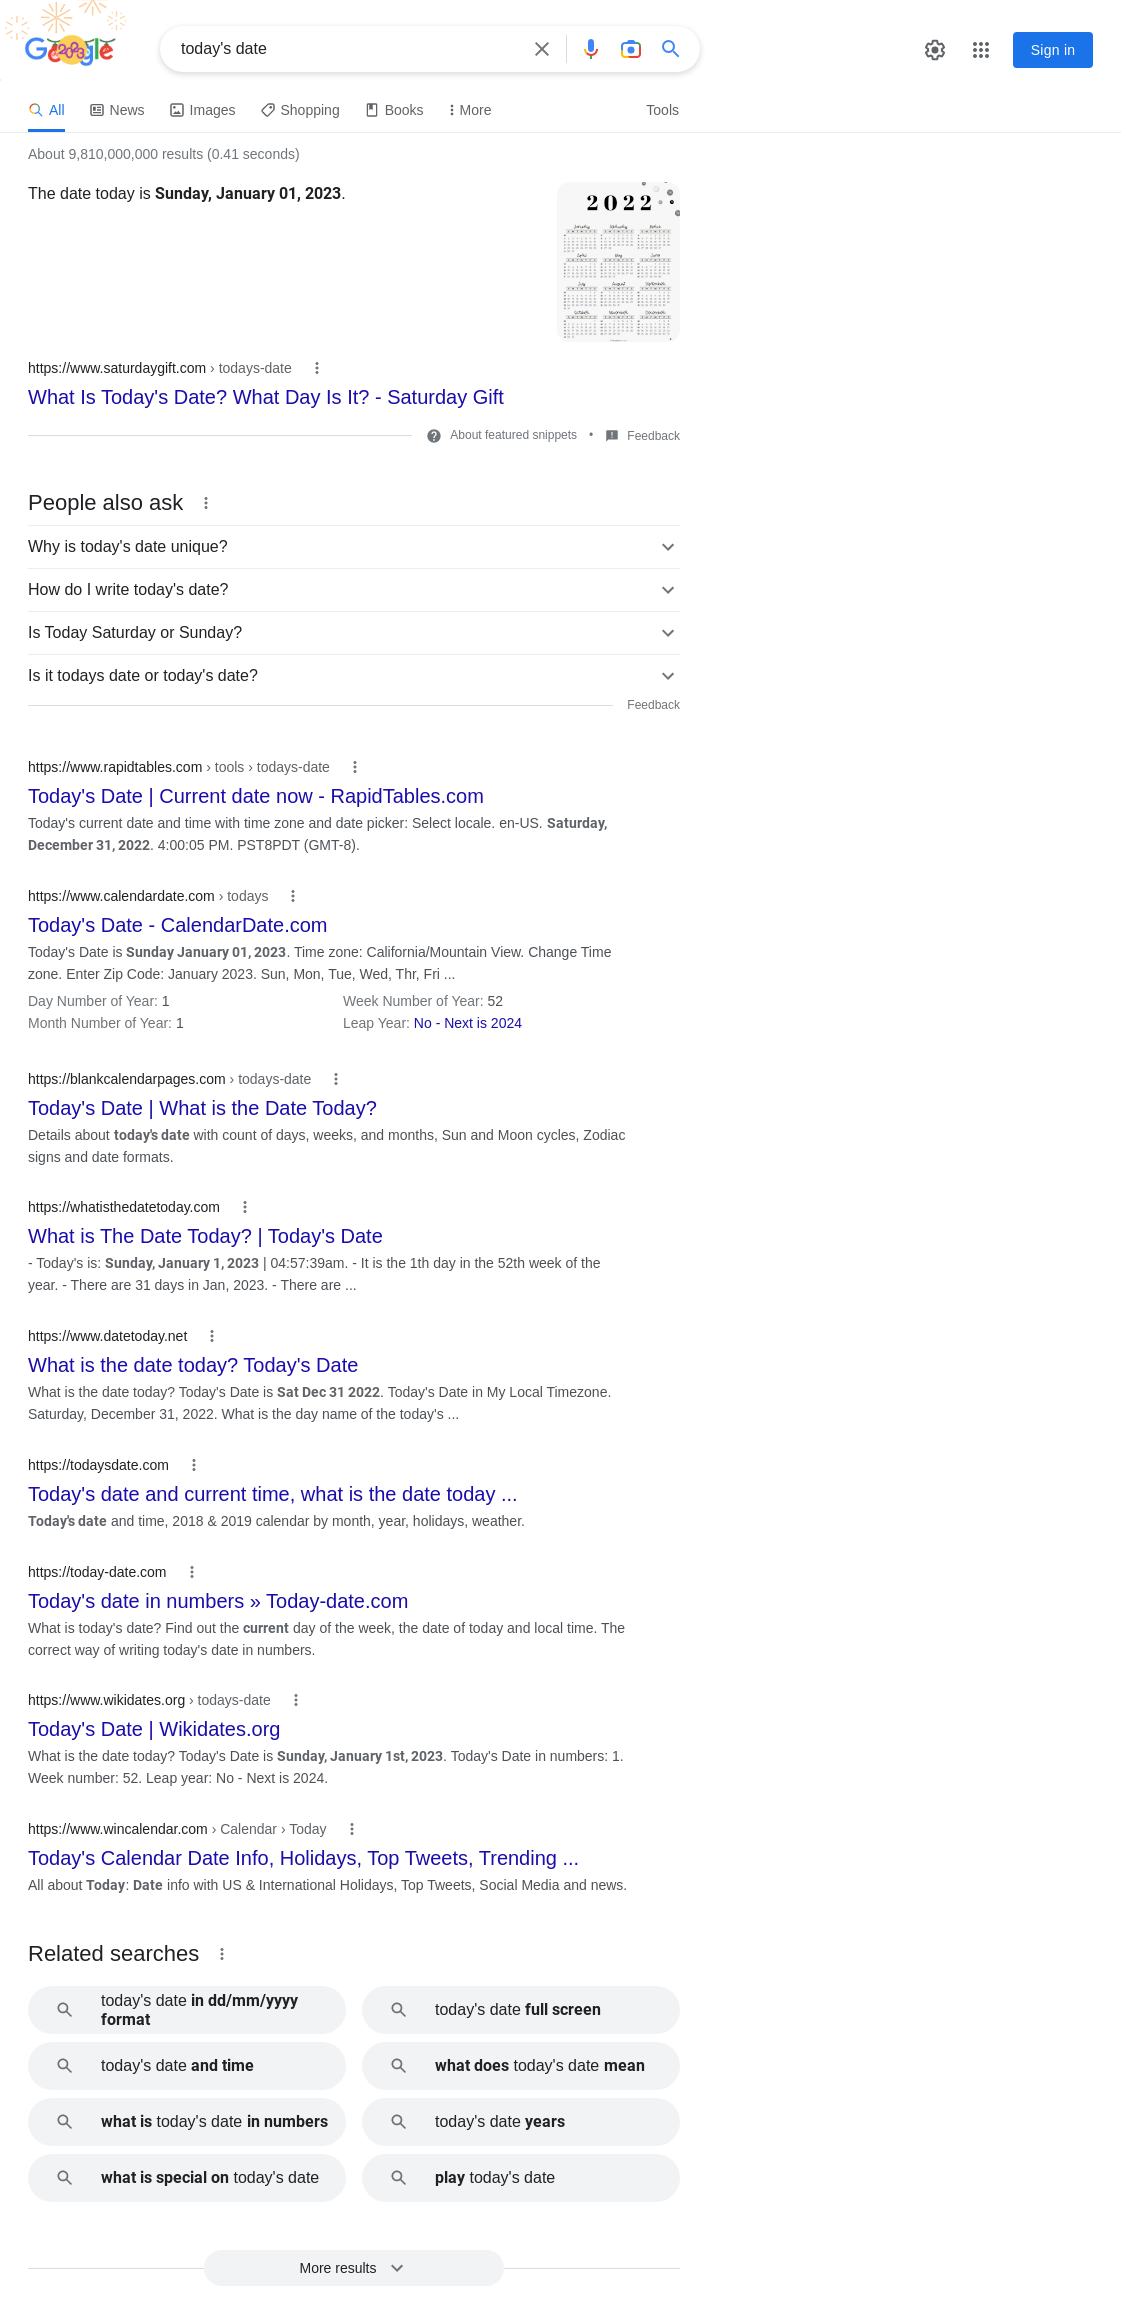 Google
today's date
Sign in
All
News
Images
Shopping
Books
More
Tools
About 9,810,000,000 results (0.41 seconds)
The date today is Sunday, January 01, 2023.
2022
https://www.saturdaygift.com › todays-date
What Is Today's Date? What Day Is It? - Saturday Gift
About featured snippets • Feedback
People also ask
Why is today's date unique?
How do I write today's date?
Is Today Saturday or Sunday?
Is it todays date or today's date?
Feedback
https://www.rapidtables.com › tools › todays-date
Today's Date | Current date now - RapidTables.com
Today's current date and time with time zone and date picker: Select locale. en-US. Saturday,
December 31, 2022. 4:00:05 PM. PST8PDT (GMT-8).
https://www.calendardate.com › todays
Today's Date - CalendarDate.com
Today's Date is Sunday January 01, 2023. Time zone: California/Mountain View. Change Time
zone. Enter Zip Code: January 2023. Sun, Mon, Tue, Wed, Thr, Fri ...
Day Number of Year: 1
Week Number of Year: 52
Month Number of Year: 1
Leap Year: No - Next is 2024
https://blankcalendarpages.com › todays-date
Today's Date | What is the Date Today?
Details about today's date with count of days, weeks, and months, Sun and Moon cycles, Zodiac
signs and date formats.
https://whatisthedatetoday.com
What is The Date Today? | Today's Date
- Today's is: Sunday, January 1, 2023 | 04:57:39am. - It is the 1th day in the 52th week of the
year. - There are 31 days in Jan, 2023. - There are ...
https://www.datetoday.net
What is the date today? Today's Date
What is the date today? Today's Date is Sat Dec 31 2022. Today's Date in My Local Timezone.
Saturday, December 31, 2022. What is the day name of the today's ...
https://todaysdate.com
Today's date and current time, what is the date today ...
Today's date and time, 2018 & 2019 calendar by month, year, holidays, weather.
https://today-date.com
Today's date in numbers » Today-date.com
What is today's date? Find out the current day of the week, the date of today and local time. The
correct way of writing today's date in numbers.
https://www.wikidates.org › todays-date
Today's Date | Wikidates.org
What is the date today? Today's Date is Sunday, January 1st, 2023. Today's Date in numbers: 1.
Week number: 52. Leap year: No - Next is 2024.
https://www.wincalendar.com › Calendar › Today
Today's Calendar Date Info, Holidays, Top Tweets, Trending ...
All about Today: Date info with US & International Holidays, Top Tweets, Social Media and news.
Related searches
today's date in dd/mm/yyyy
format
today's date full screen
today's date and time
what does today's date mean
what is today's date in numbers
today's date years
what is special on today's date
play today's date
More results